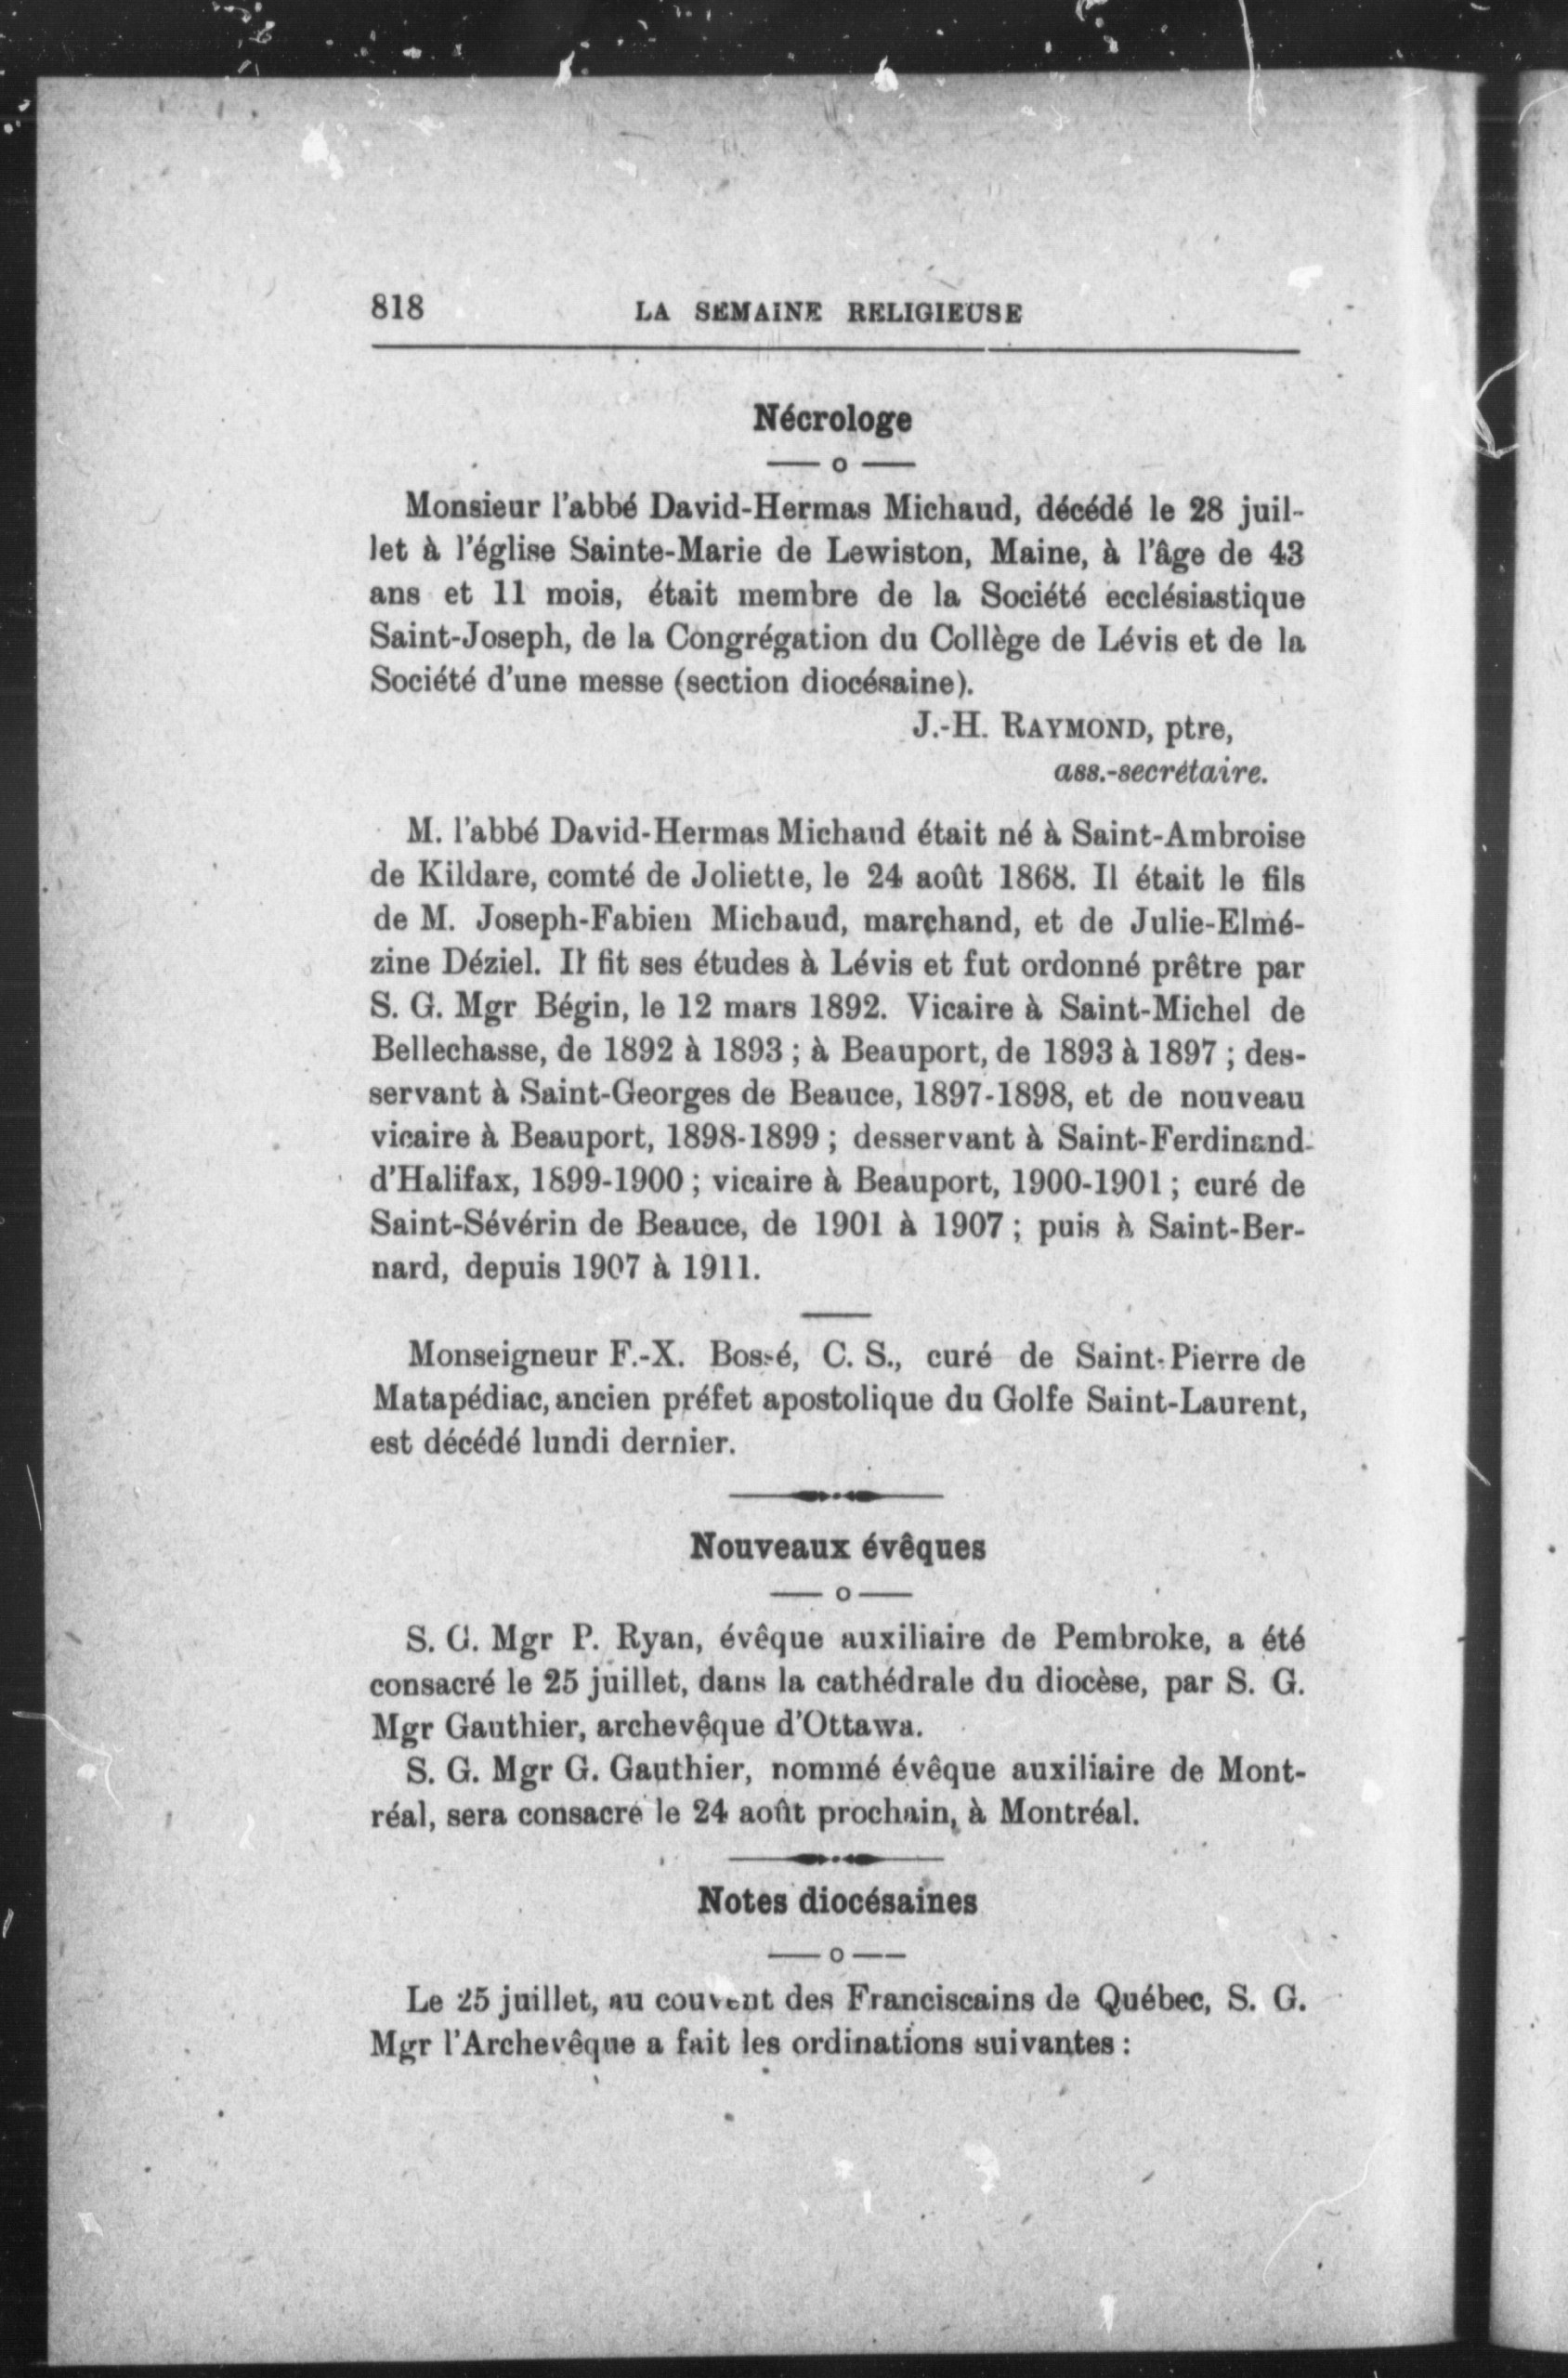 818 LA SEMAINE RELIGIEUSE
Nécrologe
— o —
Monsieur l'abbé David-Hermas Michaud, décédé le 28 juil-
let à l'église Sainte-Marie de Lewiston, Maine, à l'âge de 43
ans et 11 mois, était membre de la Société ecclésiastique
Saint-Joseph, de la Congrégation du Collège de Lévis et de la
Société d'une messe (section diocésaine).
J.-H. RAYMOND, ptre,
ass.-secrétaire.
M. l'abbé David-Hermas Michaud était né à Saint-Ambroise
de Kildare, comté de Joliette, le 24 août 1868. Il était le fils
de M. Joseph-Fabien Michaud, marchand, et de Julie-Elmé-
zine Déziel. Il fit ses études à Lévis et fut ordonné prêtre par
S. G. Mgr Bégin, le 12 mars 1892. Vicaire à Saint-Michel de
Bellechasse, de 1892 à 1893 ; à Beauport, de 1893 à 1897 ; des-
servant à Saint-Georges de Beauce, 1897-1898, et de nouveau
vicaire à Beauport, 1898-1899 ; desservant à Saint-Ferdinand-
d'Halifax, 1899-1900 ; vicaire à Beauport, 1900-1901 ; curé de
Saint-Sévérin de Beauce, de 1901 à 1907 ; puis à Saint-Ber-
nard, depuis 1907 à 1911.
Monseigneur F.-X. Bossé, C. S., curé de Saint-Pierre de
Matapédiac, ancien préfet apostolique du Golfe Saint-Laurent,
est décédé lundi dernier.
Nouveaux évêques
— o —
S. G. Mgr P. Ryan, évêque auxiliaire de Pembroke, a été
consacré le 25 juillet, dans la cathédrale du diocèse, par S. G.
Mgr Gauthier, archevêque d'Ottawa.
S. G. Mgr G. Gauthier, nommé évêque auxiliaire de Mont-
réal, sera consacré le 24 août prochain, à Montréal.
Notes diocésaines
— o —
Le 25 juillet, au couvent des Franciscains de Québec, S. G.
Mgr l'Archevêque a fait les ordinations suivantes :